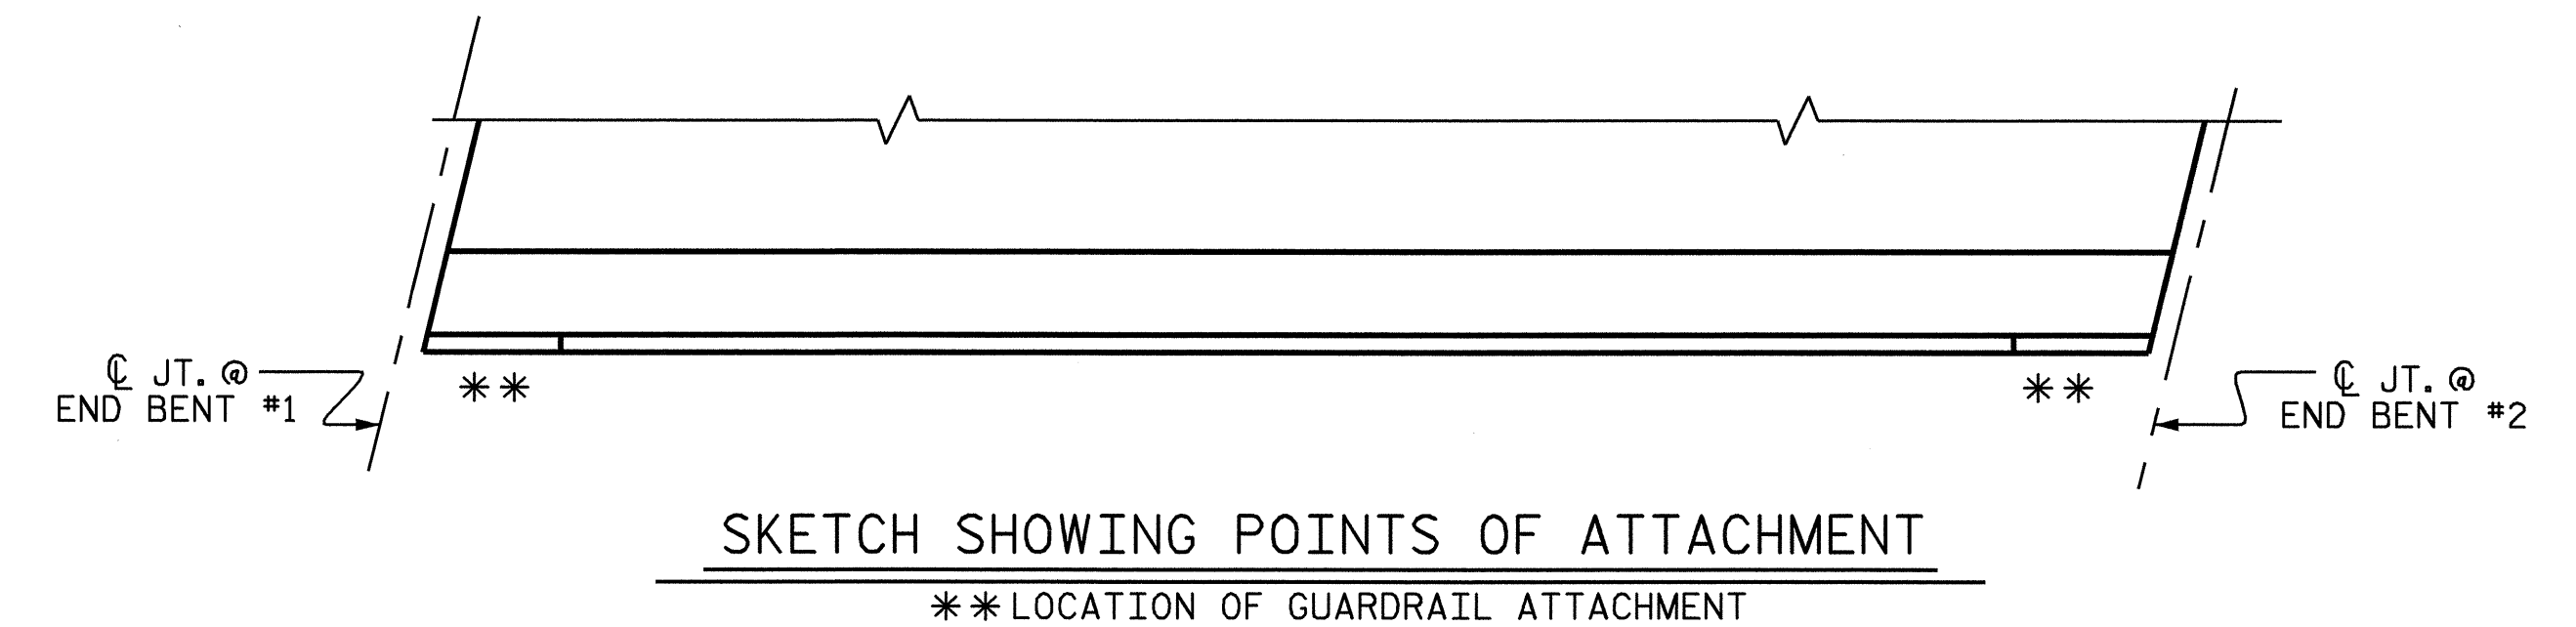 ℄ JT. @
END BENT #1
** 
**
℄ JT. @
END BENT #2
SKETCH SHOWING POINTS OF ATTACHMENT
**LOCATION OF GUARDRAIL ATTACHMENT